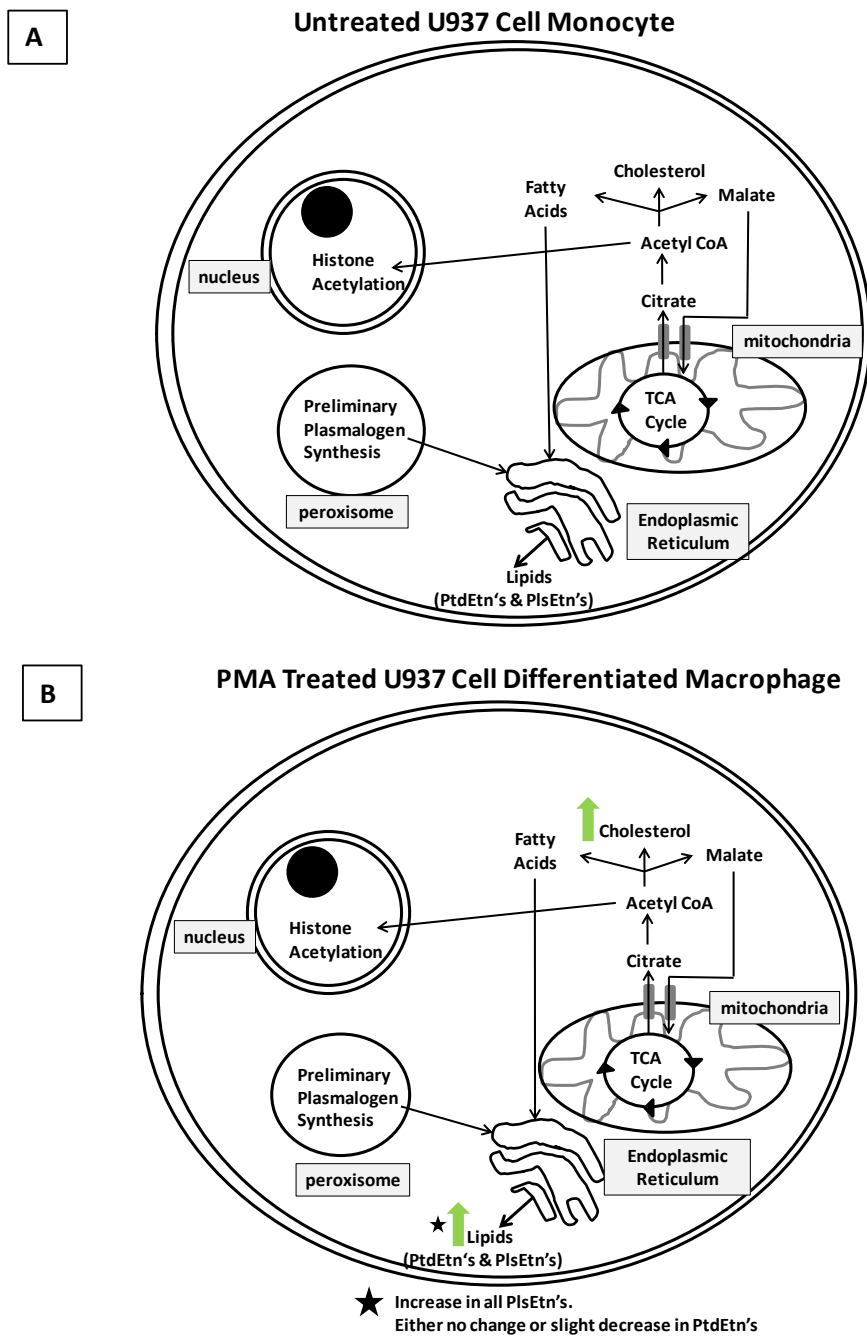 A
Untreated U937 Cell Monocyte
Cholesterol
Fatty
Acids
Malate
Acetyl CoA
Histone
Acetylation
nucleus
Citrate
mitochondria
TCA
Cycle
Preliminary
Plasmalogen
Synthesis
peroxisome
Endoplasmic
Reticulum
Lipids
(PtdEtn‘s & PlsEtn’s)
B
PMA Treated U937 Cell Differentiated Macrophage
Cholesterol
Fatty
Acids
Malate
Acetyl CoA
Histone
Acetylation
nucleus
Citrate
mitochondria
TCA
Cycle
Preliminary
Plasmalogen
Synthesis
peroxisome
Endoplasmic
Reticulum
Lipids
(PtdEtn‘s & PlsEtn’s)
Increase in all PlsEtn’s.
Either no change or slight decrease in PtdEtn’s